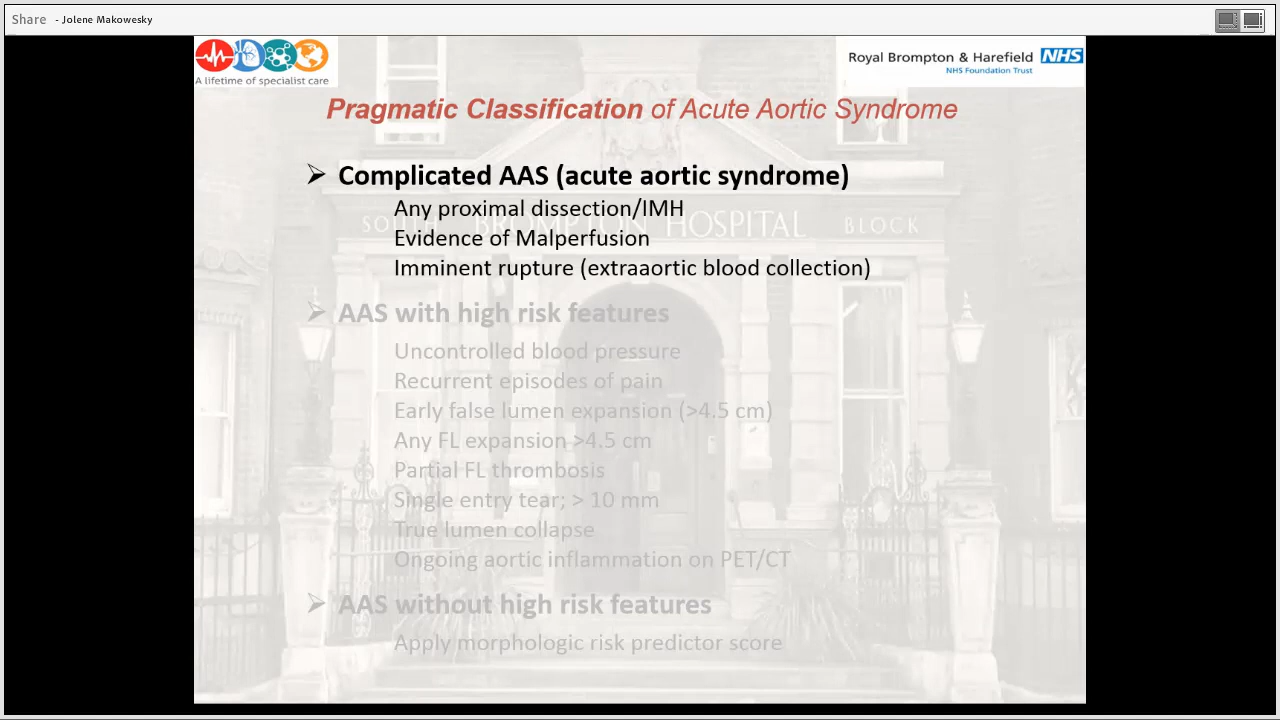 Share - Jolene Makowesky
A lifetime of specialist care
Royal Brompton & Harefield NHS
NHS Foundation Trust
Pragmatic Classification of Acute Aortic Syndrome
➢ Complicated AAS (acute aortic syndrome)
Any proximal dissection/IMH
SOUTH BROMPTON HOSPITAL BLOCK
Evidence of Malperfusion
Imminent rupture (extraaortic blood collection)
➢ AAS with high risk features
Uncontrolled blood pressure
Recurrent episodes of pain
Early false lumen expansion (>4.5 cm)
Any FL expansion >4.5 cm
Partial FL thrombosis
Single entry tear; > 10 mm
True lumen collapse
Ongoing aortic inflammation on PET/CT
➢ AAS without high risk features
Apply morphologic risk predictor score